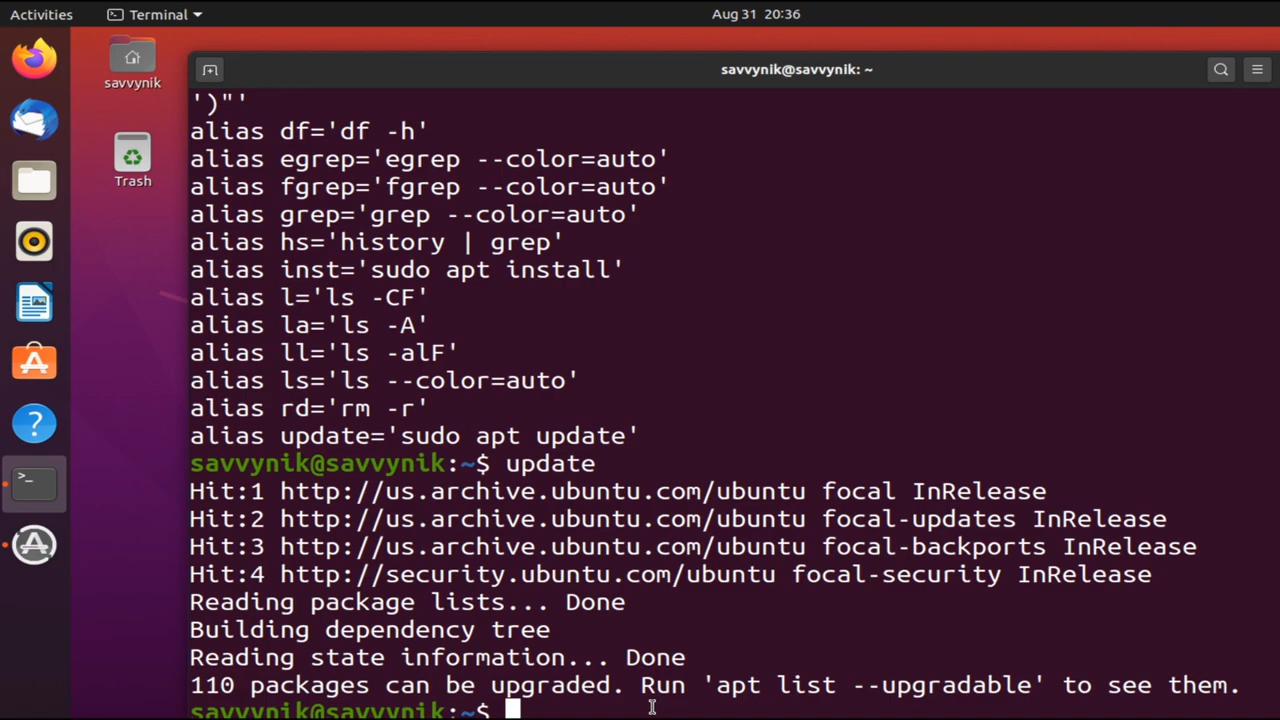 Activities
Terminal
Aug 31 20:36
savvynik
Trash
savvynik@savvynik: ~
')"'
alias df='df -h'
alias egrep='egrep --color=auto'
alias fgrep='fgrep --color=auto'
alias grep='grep --color=auto'
alias hs='history | grep'
alias inst='sudo apt install'
alias l='ls -CF'
alias la='ls -A'
alias ll='ls -alF'
alias ls='ls --color=auto'
alias rd='rm -r'
alias update='sudo apt update'
savvynik@savvynik:~$ update
Hit:1 http://us.archive.ubuntu.com/ubuntu focal InRelease
Hit:2 http://us.archive.ubuntu.com/ubuntu focal-updates InRelease
Hit:3 http://us.archive.ubuntu.com/ubuntu focal-backports InRelease
Hit:4 http://security.ubuntu.com/ubuntu focal-security InRelease
Reading package lists... Done
Building dependency tree
Reading state information... Done
110 packages can be upgraded. Run 'apt list --upgradable' to see them.
savvynik@savvynik:~$